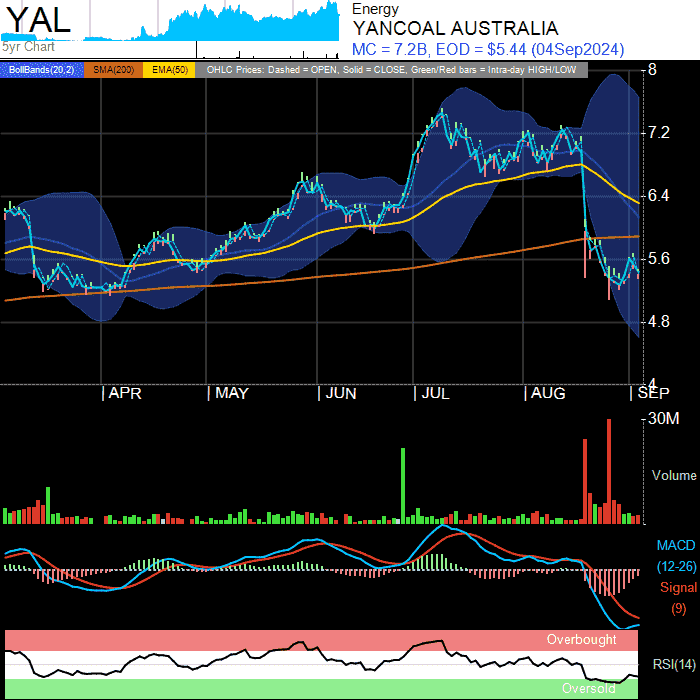 YAL
5yr Chart
Energy
YANCOAL AUSTRALIA
MC = 7.2B, EOD = $5.44 (04Sep2024)
BollBands(20,2) SMA(200) EMA(50) OHLC Prices: Dashed = OPEN, Solid = CLOSE, Green/Red bars = Intra-day HIGH/LOW
8
7.2
6.4
5.6
4.8
4
APR MAY JUN JUL AUG SEP
30M
Volume
MACD
(12-26)
Signal
(9)
Overbought
RSI(14)
Oversold